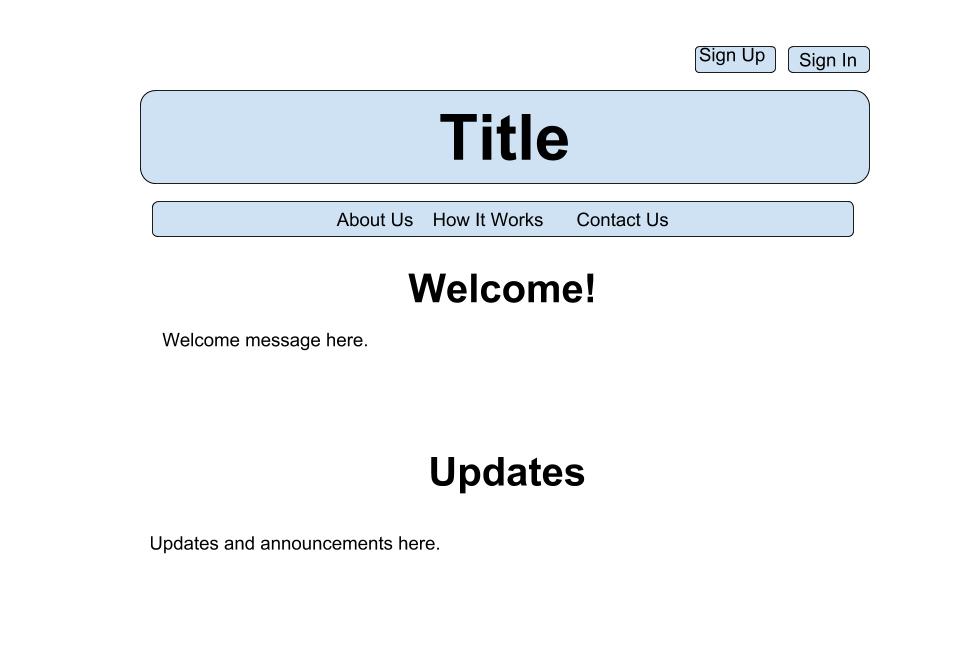 Sign Up Sign In
Title
About Us How It Works Contact Us
Welcome!
Welcome message here.
Updates
Updates and announcements here.